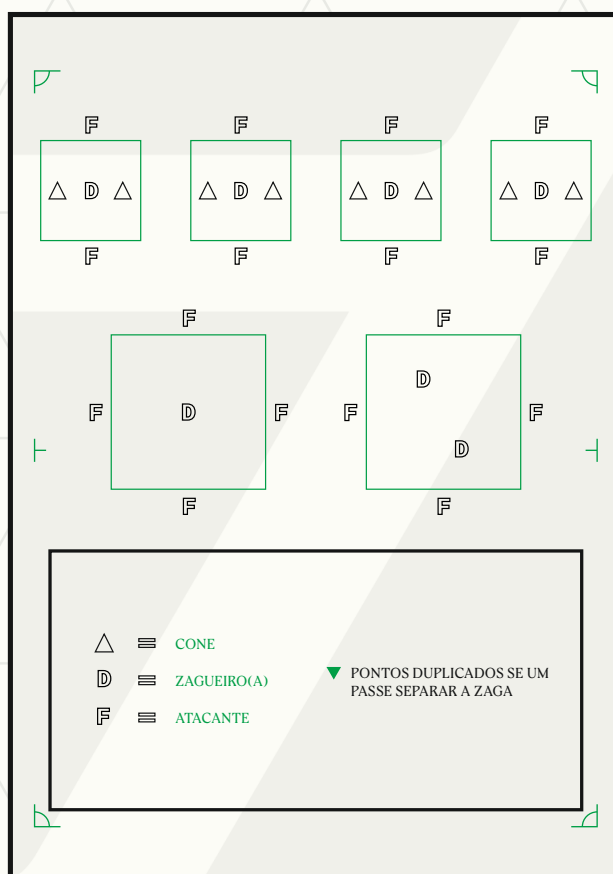 F F F F
D D D D
F F F F
F F
D
D
F F F F
D
F F
CONE
D = ZAGUEIRO(A)
F = ATACANTE
PONTOS DUPLICADOS SE UM
PASSE SEPARAR A ZAGA